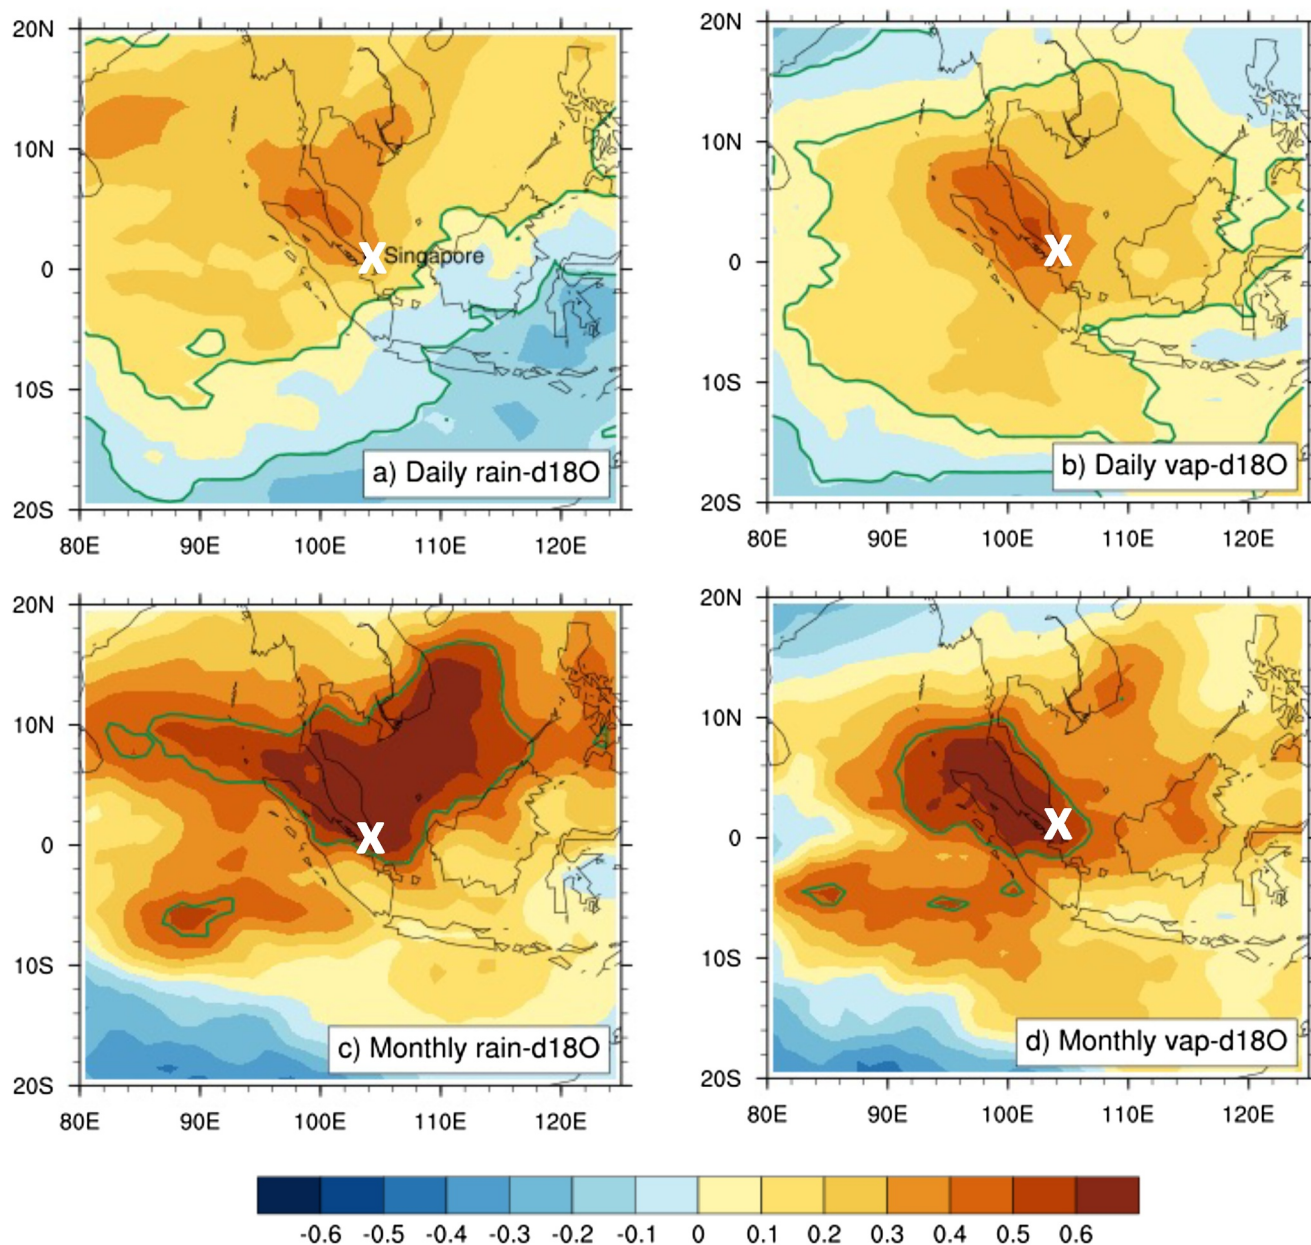 20N
10N
0
10S
20S
80E 90E 100E 110E 120E
X Singapore
a) Daily rain-d18O
20N
10N
0
10S
20S
80E 90E 100E 110E 120E
X
b) Daily vap-d18O
20N
10N
0
10S
20S
80E 90E 100E 110E 120E
X
c) Monthly rain-d18O
20N
10N
0
10S
20S
80E 90E 100E 110E 120E
X
d) Monthly vap-d18O
-0.6 -0.5 -0.4 -0.3 -0.2 -0.1 0 0.1 0.2 0.3 0.4 0.5 0.6